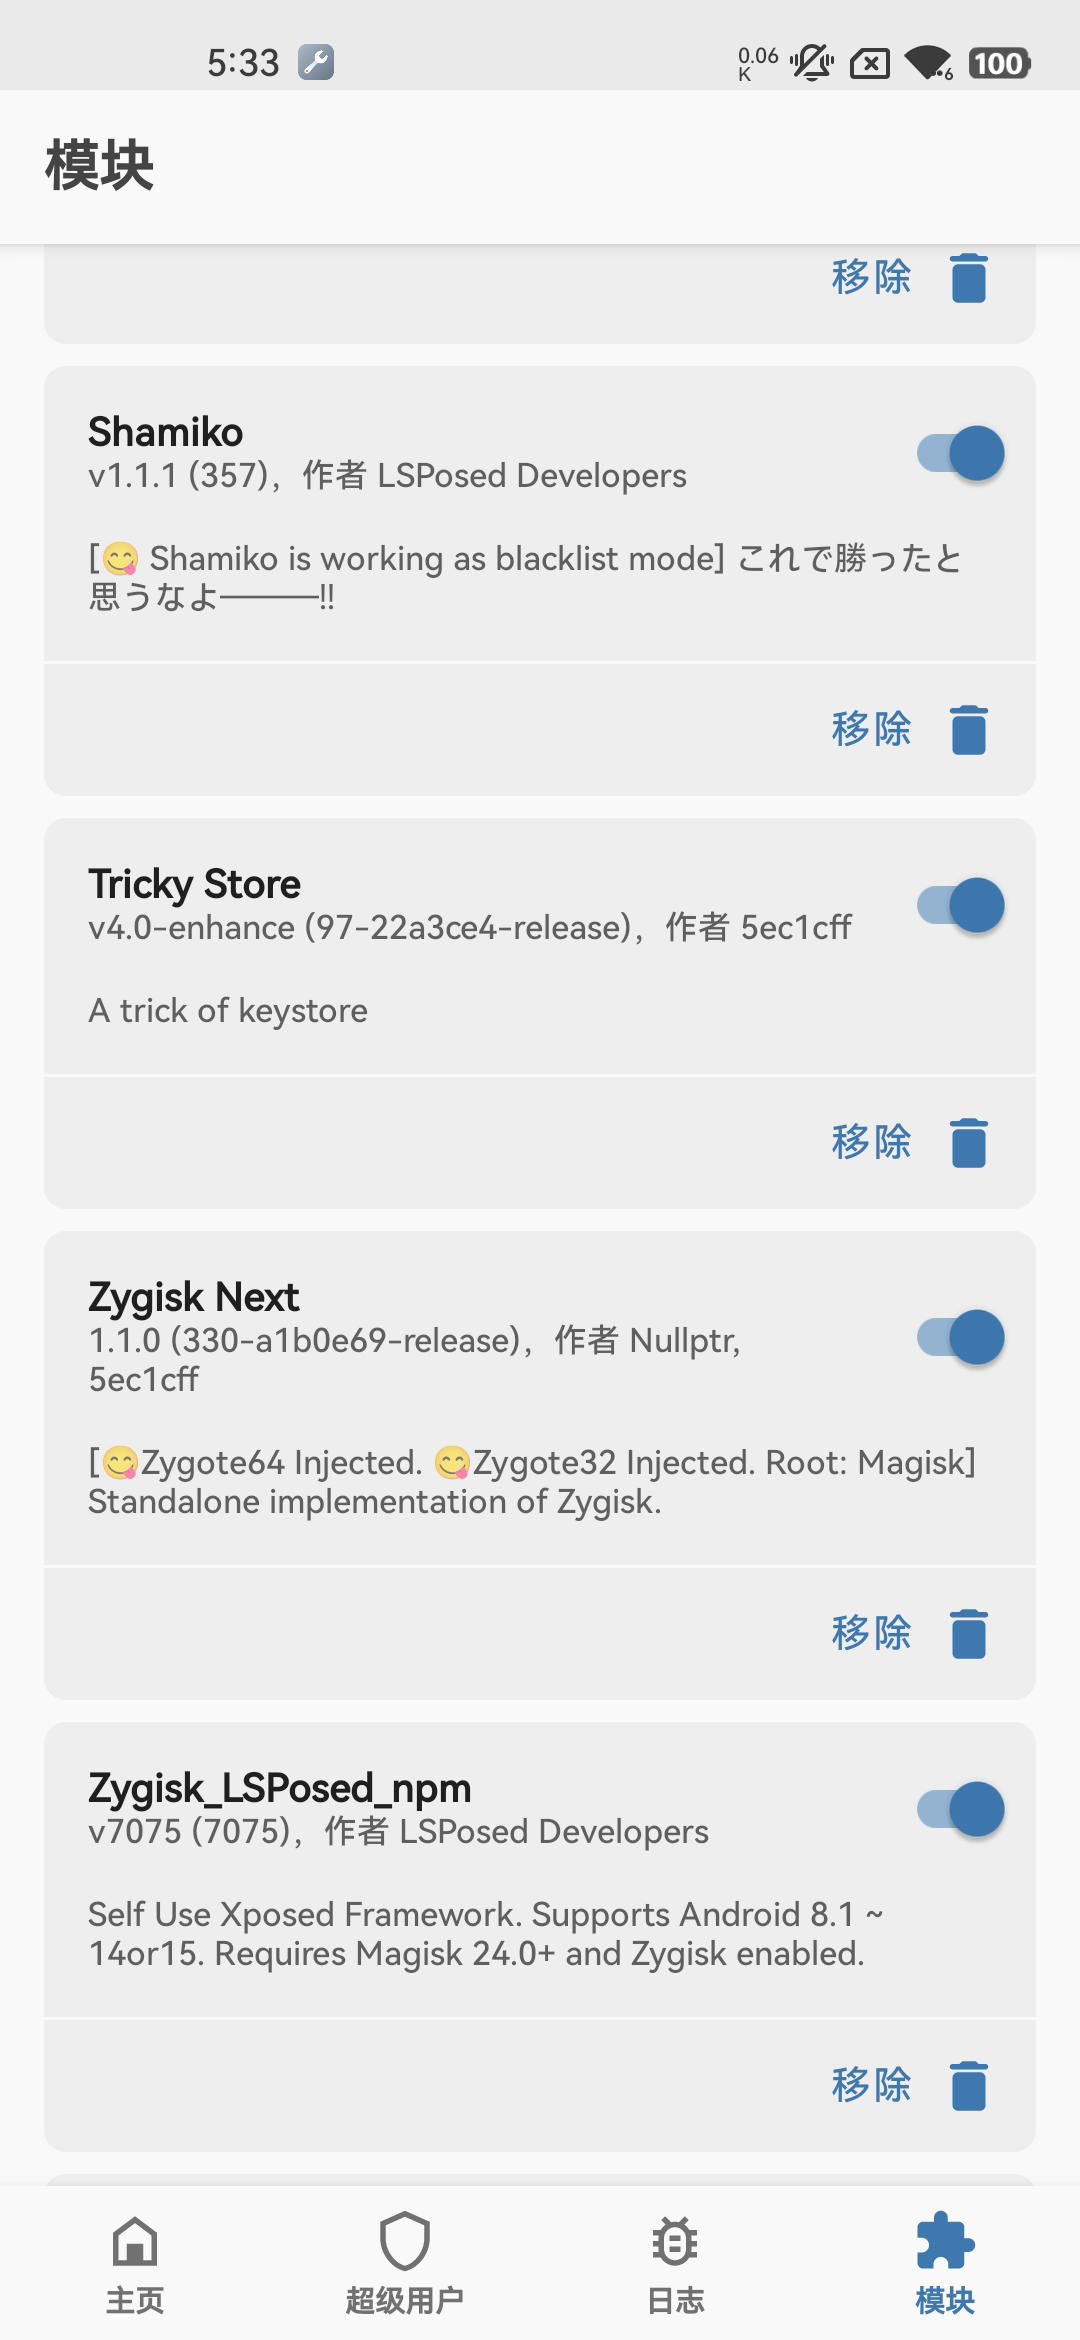 5:33
0.06
K
6
100
模块
移除
Shamiko
v1.1.1 (357)，作者 LSPosed Developers
[😋 Shamiko is working as blacklist mode] これで勝ったと
思うなよ———!!
移除
Tricky Store
v4.0-enhance (97-22a3ce4-release)，作者 5ec1cff
A trick of keystore
移除
Zygisk Next
1.1.0 (330-a1b0e69-release)，作者 Nullptr,
5ec1cff
[😋Zygote64 Injected. 😋Zygote32 Injected. Root: Magisk]
Standalone implementation of Zygisk.
移除
Zygisk_LSPosed_npm
v7075 (7075)，作者 LSPosed Developers
Self Use Xposed Framework. Supports Android 8.1 ~
14or15. Requires Magisk 24.0+ and Zygisk enabled.
移除
主页
超级用户
日志
模块